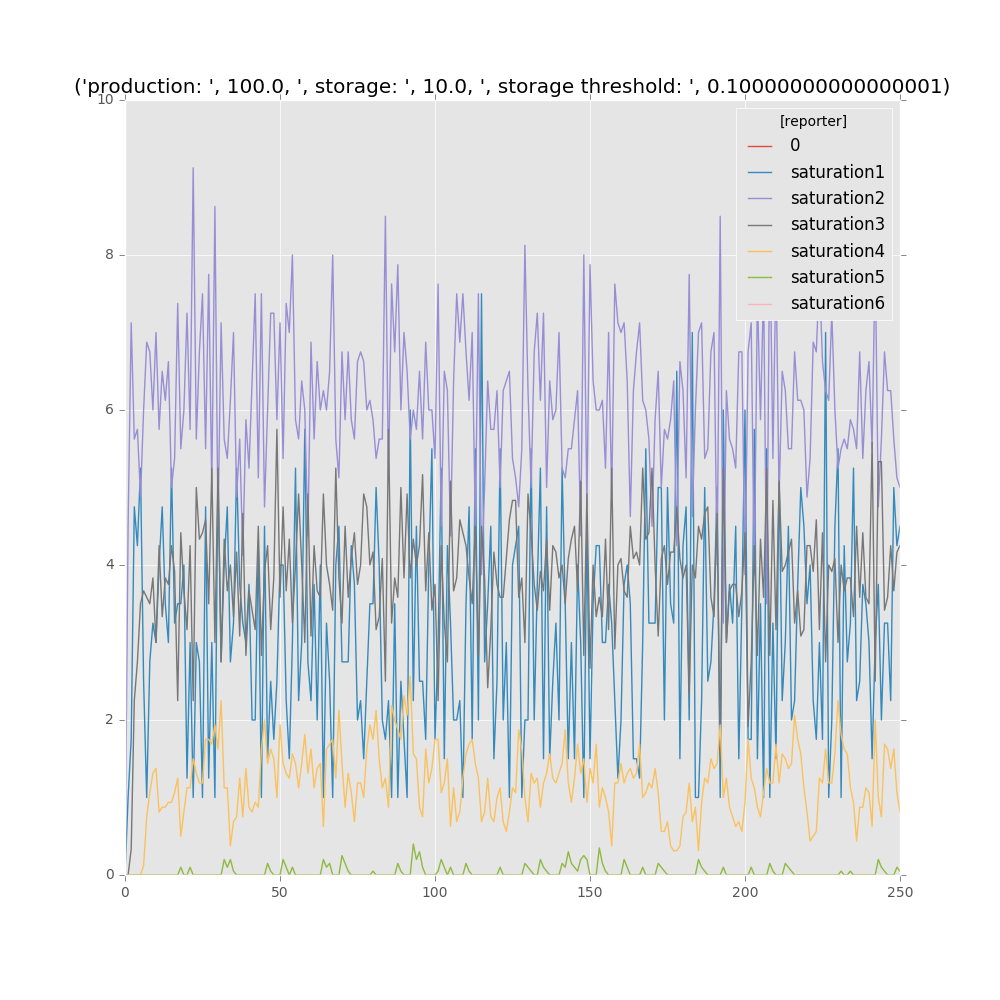 ('production: ', 100.0, ', storage: ', 10.0, ', storage threshold: ', 0.10000000000000001)
10
8
6
4
2
0
[reporter]
0
saturation1
saturation2
saturation3
saturation4
saturation5
saturation6
0 50 100 150 200 250